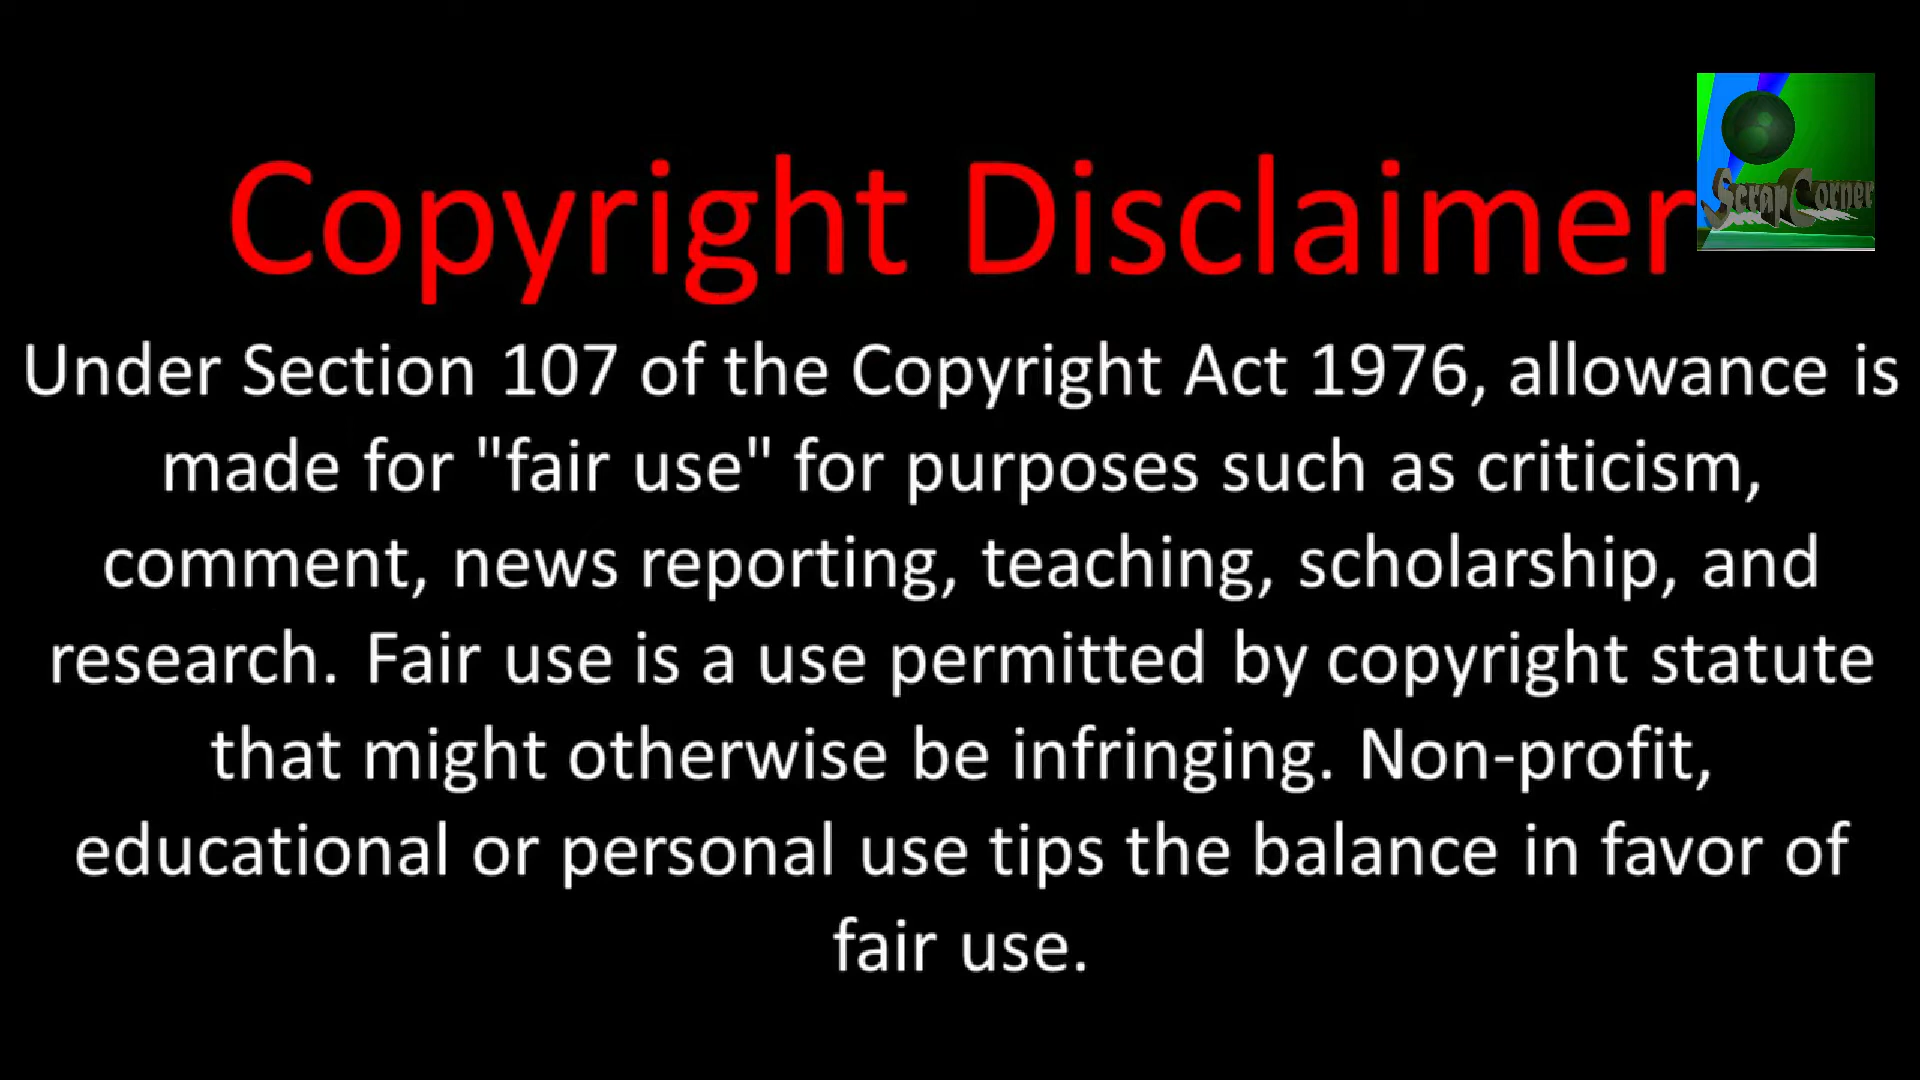 Copyright Disclaimer
ScrapCorner
Under Section 107 of the Copyright Act 1976, allowance is
made for "fair use" for purposes such as criticism,
comment, news reporting, teaching, scholarship, and
research. Fair use is a use permitted by copyright statute
that might otherwise be infringing. Non-profit,
educational or personal use tips the balance in favor of
fair use.